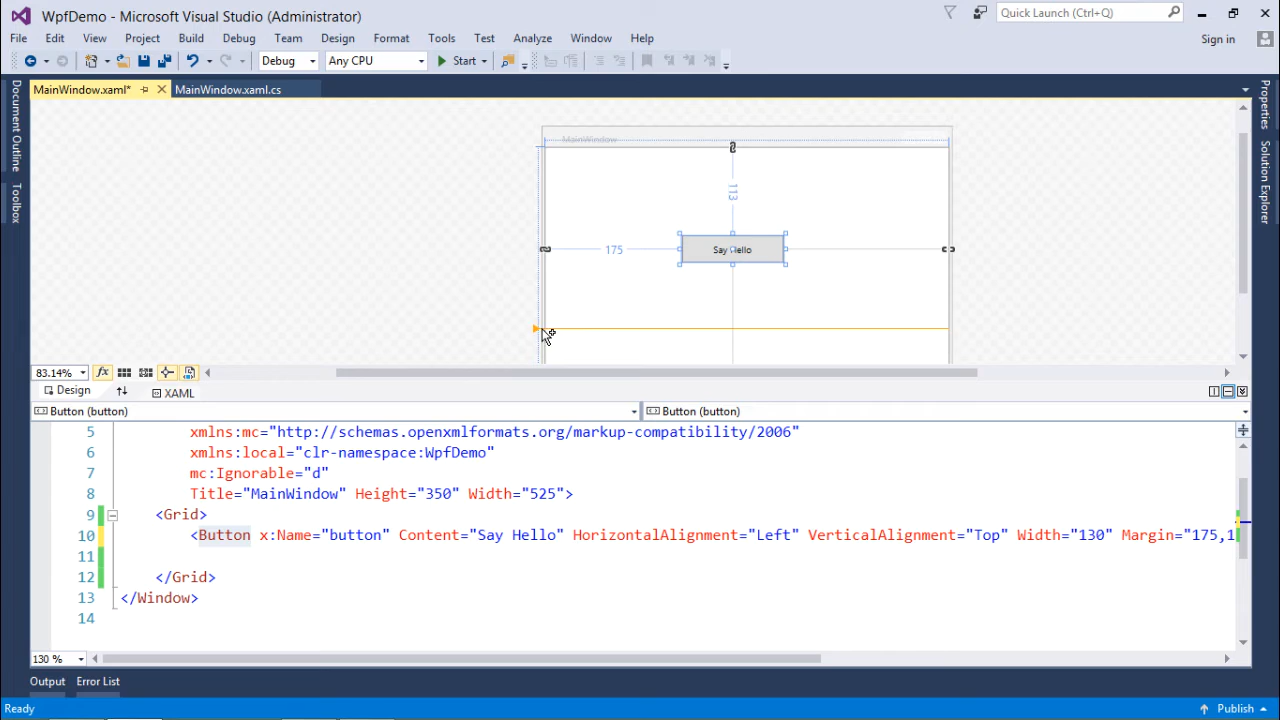 WpfDemo - Microsoft Visual Studio (Administrator)
Quick Launch (Ctrl+Q)
File Edit View Project Build Debug Team Design Format Tools Test Analyze Window Help
Sign in
Debug Any CPU Start
MainWindow.xaml* MainWindow.xaml.cs
Document Outline
Toolbox
Properties
Solution Explorer
MainWindow
113
175
Say Hello
83.14% fx
Design XAML
Button (button) Button (button)
5 xmlns:mc="http://schemas.openxmlformats.org/markup-compatibility/2006"
6 xmlns:local="clr-namespace:WpfDemo"
7 mc:Ignorable="d"
8 Title="MainWindow" Height="350" Width="525">
9 <Grid>
10 <Button x:Name="button" Content="Say Hello" HorizontalAlignment="Left" VerticalAlignment="Top" Width="130" Margin="175,1
11
12 </Grid>
13 </Window>
14
130 %
Output Error List
Ready
Publish